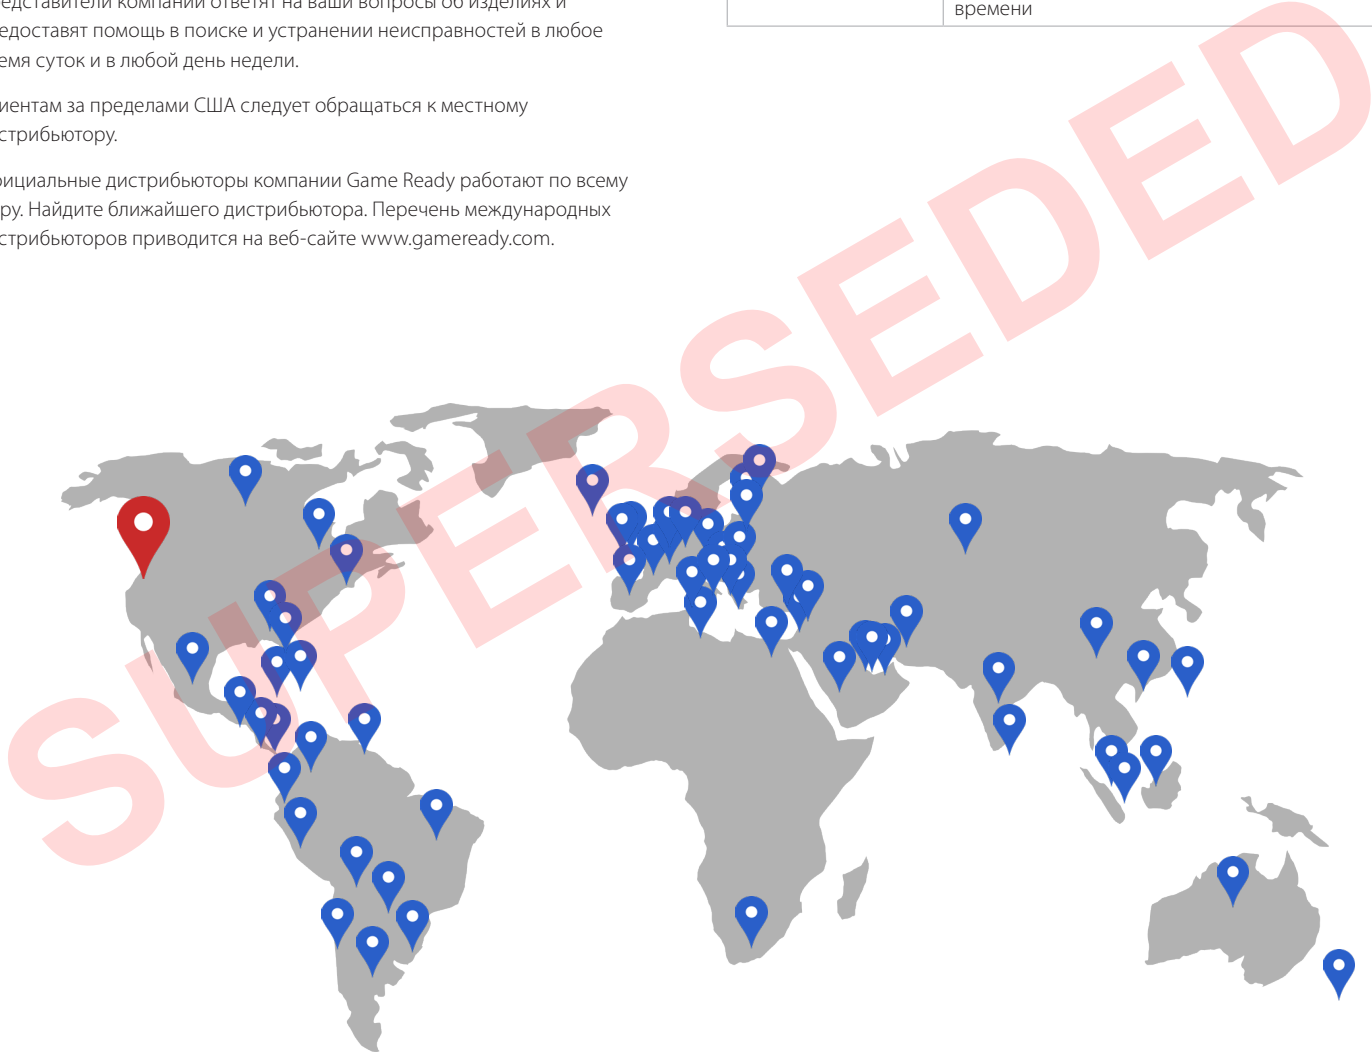 едставители компании ответят на ваши вопросы об изделиях и
едоставят помощь в поиске и устранении неисправностей в любое
емя суток и в любой день недели.
иентам за пределами США следует обращаться к местному
стрибьютору.
ициальные дистрибьюторы компании Game Ready работают по всему
ру. Найдите ближайшего дистрибьютора. Перечень международных
стрибьюторов приводится на веб-сайте www.gameready.com.
времени
SUPERSEDED